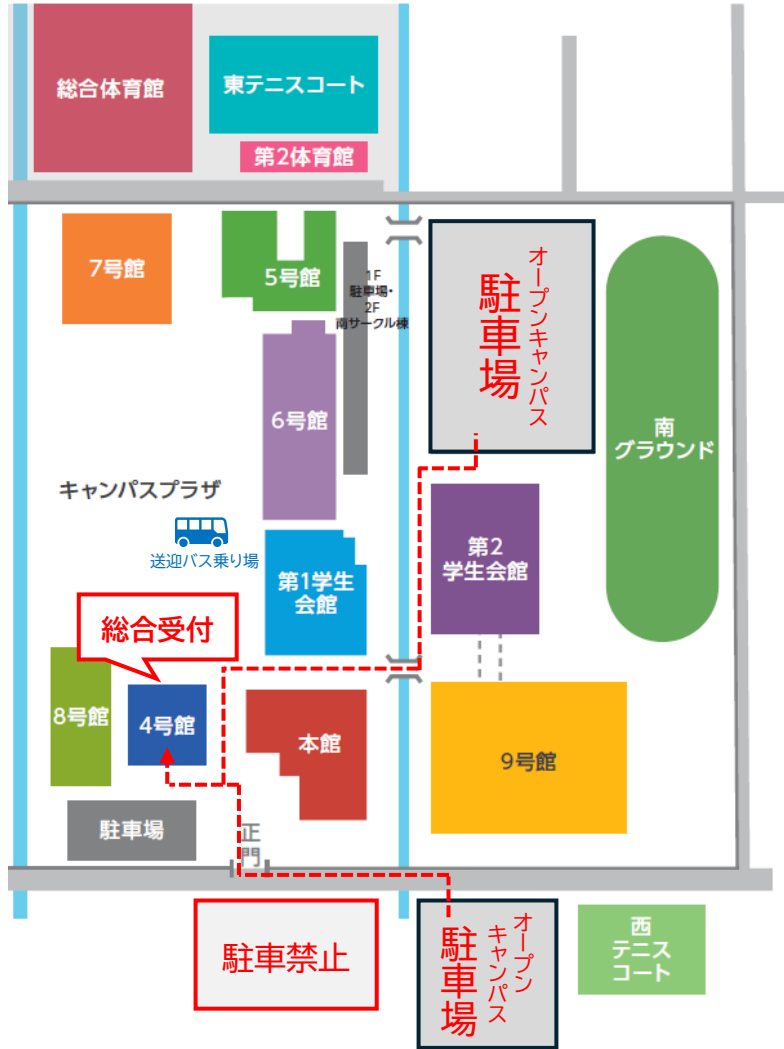 総合体育館
東テニスコート
第2体育館
7号館
5号館
1F
駐車場・
2F
南サークル棟
オープンキャンパス
駐車場
6号館
南
グラウンド
キャンパスプラザ
送迎バス乗り場
第1学生
会館
第2
学生会館
総合受付
8号館
4号館
本館
9号館
駐車場
正
門
駐車禁止
オープン
キャンパス
駐車場
西
テニス
コート